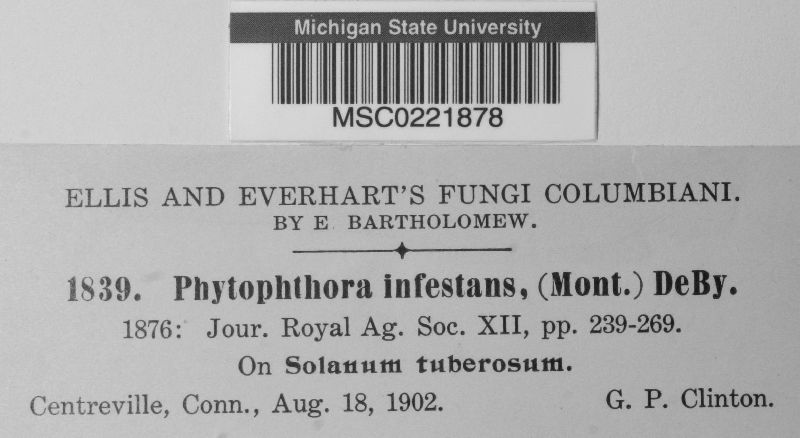 Michigan State University
MSC0221878
ELLIS AND EVERHART'S FUNGI COLUMBIANI.
BY E. BARTHOLOMEW.
1839. Phytophthora infestans, (Mont.) DeBy.
1876: Jour. Royal Ag. Soc. XII, pp. 239-269.
On Solanum tuberosum.
Centreville, Conn., Aug. 18, 1902. G. P. Clinton.